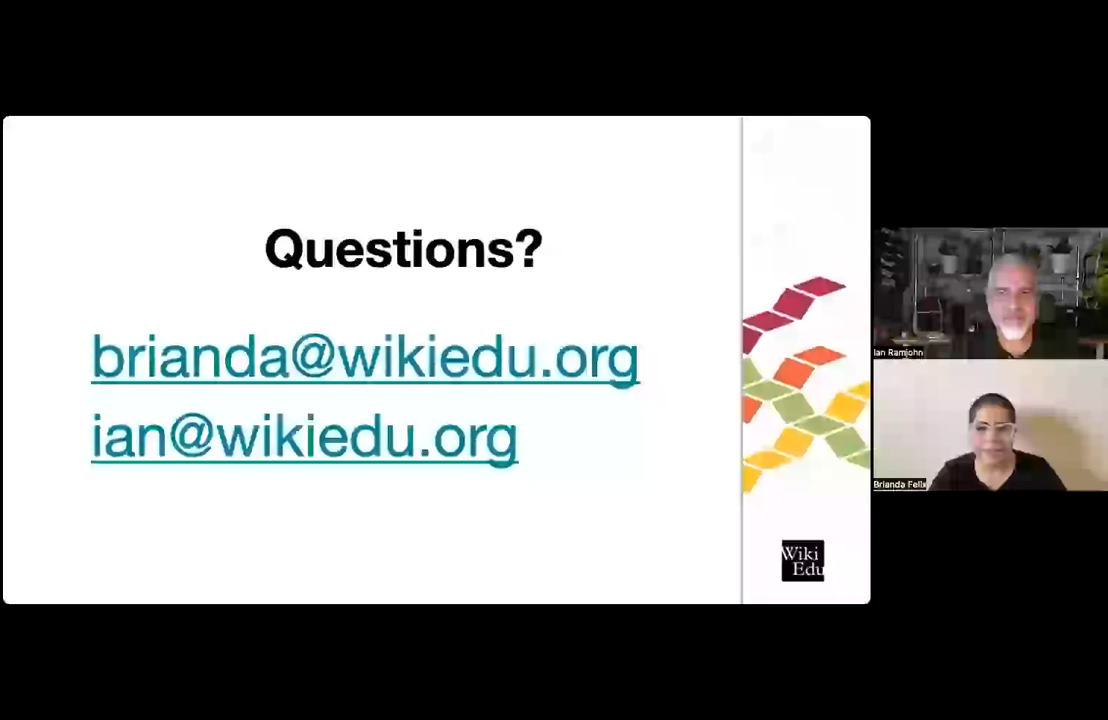 Questions?
brianda@wikiedu.org
ian@wikiedu.org
Wiki
Edu
Ian Ramjohn
Brianda Felix